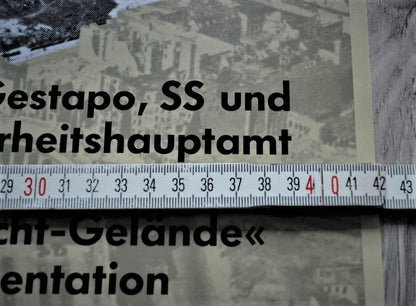 Gestapo, SS und
rheitshauptamt
29 30 31 32 33 34 35 36 37 38 39 40 41 42 43
cht-Gelände«
entation